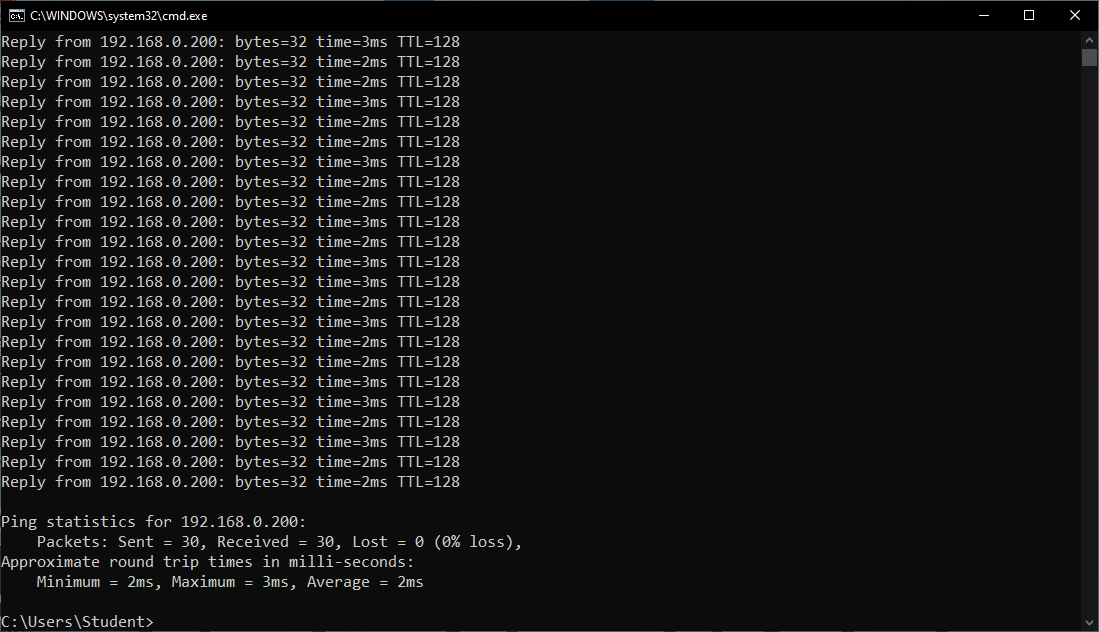 C:\WINDOWS\system32\cmd.exe
Reply from 192.168.0.200: bytes=32 time=3ms TTL=128
Reply from 192.168.0.200: bytes=32 time=2ms TTL=128
Reply from 192.168.0.200: bytes=32 time=2ms TTL=128
Reply from 192.168.0.200: bytes=32 time=3ms TTL=128
Reply from 192.168.0.200: bytes=32 time=2ms TTL=128
Reply from 192.168.0.200: bytes=32 time=2ms TTL=128
Reply from 192.168.0.200: bytes=32 time=3ms TTL=128
Reply from 192.168.0.200: bytes=32 time=2ms TTL=128
Reply from 192.168.0.200: bytes=32 time=2ms TTL=128
Reply from 192.168.0.200: bytes=32 time=3ms TTL=128
Reply from 192.168.0.200: bytes=32 time=2ms TTL=128
Reply from 192.168.0.200: bytes=32 time=3ms TTL=128
Reply from 192.168.0.200: bytes=32 time=3ms TTL=128
Reply from 192.168.0.200: bytes=32 time=2ms TTL=128
Reply from 192.168.0.200: bytes=32 time=3ms TTL=128
Reply from 192.168.0.200: bytes=32 time=2ms TTL=128
Reply from 192.168.0.200: bytes=32 time=2ms TTL=128
Reply from 192.168.0.200: bytes=32 time=3ms TTL=128
Reply from 192.168.0.200: bytes=32 time=3ms TTL=128
Reply from 192.168.0.200: bytes=32 time=2ms TTL=128
Reply from 192.168.0.200: bytes=32 time=3ms TTL=128
Reply from 192.168.0.200: bytes=32 time=2ms TTL=128
Reply from 192.168.0.200: bytes=32 time=2ms TTL=128
Ping statistics for 192.168.0.200:
    Packets: Sent = 30, Received = 30, Lost = 0 (0% loss),
Approximate round trip times in milli-seconds:
    Minimum = 2ms, Maximum = 3ms, Average = 2ms
C:\Users\Student>